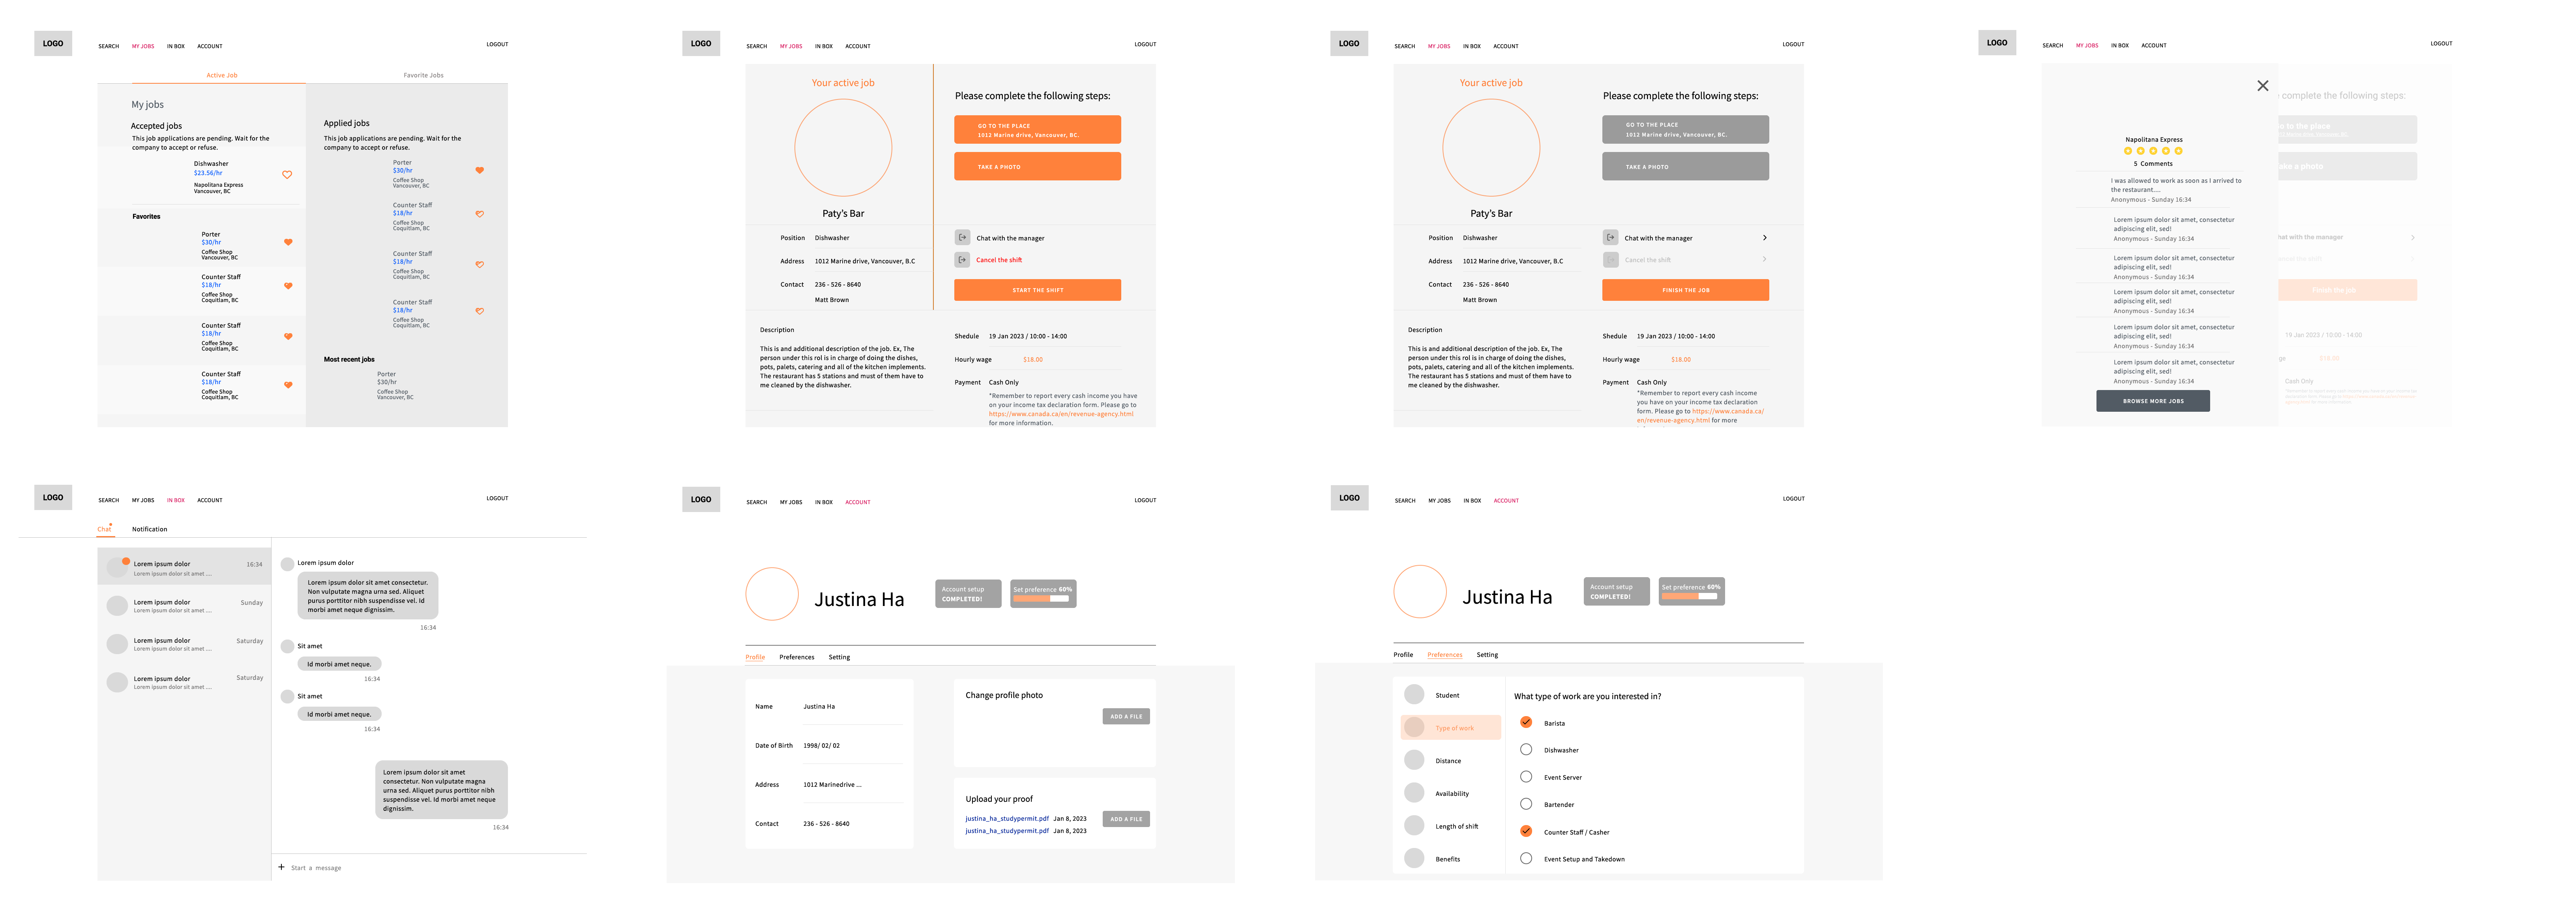 LOGO
SEARCH MY JOBS IN BOX ACCOUNT
LOGOUT
Active Job
Favorite Jobs
My jobs
Accepted jobs
This job applications are pending. Wait for the
company to accept or refuse.
Dishwasher
$23.56/hr
Napolitana Express
Vancouver, BC
Favorites
Porter
$30/hr
Coffee Shop
Vancouver, BC
Counter Staff
$18/hr
Coffee Shop
Coquitlam, BC
Counter Staff
$18/hr
Coffee Shop
Coquitlam, BC
Counter Staff
$18/hr
Coffee Shop
Coquitlam, BC
Applied jobs
This job applications are pending. Wait for the
company to accept or refuse.
Porter
$30/hr
Coffee Shop
Vancouver, BC
Counter Staff
$18/hr
Coffee Shop
Coquitlam, BC
Counter Staff
$18/hr
Coffee Shop
Coquitlam, BC
Counter Staff
$18/hr
Coffee Shop
Coquitlam, BC
Most recent jobs
Porter
$30/hr
Coffee Shop
Vancouver, BC
LOGO
SEARCH MY JOBS IN BOX ACCOUNT
LOGOUT
Your active job
Paty's Bar
Position Dishwasher
Address 1012 Marine drive, Vancouver, B.C
Contact 236 - 526 - 8640
Matt Brown
Description
This is and additional description of the job. Ex, The
person under this rol is in charge of doing the dishes,
pots, palets, catering and all of the kitchen implements.
The restaurant has 5 stations and must of them have to
me cleaned by the dishwasher.
Please complete the following steps:
GO TO THE PLACE
1012 Marine drive, Vancouver, BC.
TAKE A PHOTO
Chat with the manager
Cancel the shift
START THE SHIFT
Shedule 19 Jan 2023 / 10:00 - 14:00
Hourly wage $18.00
Payment Cash Only
*Remember to report every cash income you have
on your income tax declaration form. Please go to
https://www.canada.ca/en/revenue-agency.html
for more information.
LOGO
SEARCH MY JOBS IN BOX ACCOUNT
LOGOUT
Your active job
Paty's Bar
Position Dishwasher
Address 1012 Marine drive, Vancouver, B.C
Contact 236 - 526 - 8640
Matt Brown
Description
This is and additional description of the job. Ex, The
person under this rol is in charge of doing the dishes,
pots, palets, catering and all of the kitchen implements.
The restaurant has 5 stations and must of them have to
me cleaned by the dishwasher.
Please complete the following steps:
GO TO THE PLACE
1012 Marine drive, Vancouver, BC.
TAKE A PHOTO
Chat with the manager
Cancel the shift
FINISH THE JOB
Shedule 19 Jan 2023 / 10:00 - 14:00
Hourly wage $18.00
Payment Cash Only
*Remember to report every cash income
you have on your income tax declaration
form. Please go to https://www.canada.ca/
en/revenue-agency.html for more
LOGO
SEARCH MY JOBS IN BOX ACCOUNT
LOGOUT
Napolitana Express
5 Comments
I was allowed to work as soon as I arrived to
the restaurant....
Anonymous - Sunday 16:34
Lorem ipsum dolor sit amet, consectetur
adipiscing elit, sed!
Anonymous - Sunday 16:34
Lorem ipsum dolor sit amet, consectetur
adipiscing elit, sed!
Anonymous - Sunday 16:34
Lorem ipsum dolor sit amet, consectetur
adipiscing elit, sed!
Anonymous - Sunday 16:34
Lorem ipsum dolor sit amet, consectetur
adipiscing elit, sed!
Anonymous - Sunday 16:34
Lorem ipsum dolor sit amet, consectetur
adipiscing elit, sed!
Anonymous - Sunday 16:34
BROWSE MORE JOBS
complete the following steps:
to the place
a photo
with the manager
the shift
Finish the job
19 Jan 2023 / 10:00 - 14:00
$18.00
Cash Only
LOGO
SEARCH MY JOBS IN BOX ACCOUNT
LOGOUT
Chat Notification
Lorem ipsum dolor 16:34
Lorem ipsum dolor sit amet ....
Lorem ipsum dolor Sunday
Lorem ipsum dolor sit amet ....
Lorem ipsum dolor Saturday
Lorem ipsum dolor sit amet ....
Lorem ipsum dolor Saturday
Lorem ipsum dolor sit amet ....
Lorem ipsum dolor
Lorem ipsum dolor sit amet consectetur.
Non vulputate magna urna sed. Aliquet
purus porttitor nibh suspendisse vel. Id
morbi amet neque dignissim.
16:34
Sit amet
Id morbi amet neque.
16:34
Sit amet
Id morbi amet neque.
16:34
Lorem ipsum dolor sit amet
consectetur. Non vulputate magna
urna sed. Aliquet purus porttitor nibh
suspendisse vel. Id morbi amet neque
dignissim.
16:34
+ Start a message
LOGO
SEARCH MY JOBS IN BOX ACCOUNT
LOGOUT
Justina Ha
Account setup
COMPLETED!
Set preference 60%
Profile Preferences Setting
Name Justina Ha
Date of Birth 1998/ 02/ 02
Address 1012 Marinedrive ...
Contact 236 - 526 - 8640
Change profile photo
ADD A FILE
Upload your proof
justina_ha_studypermit.pdf Jan 8, 2023
justina_ha_studypermit.pdf Jan 8, 2023
ADD A FILE
LOGO
SEARCH MY JOBS IN BOX ACCOUNT
LOGOUT
Justina Ha
Account setup
COMPLETED!
Set preference 60%
Profile Preferences Setting
Student
Type of work
Distance
Availability
Length of shift
Benefits
What type of work are you interested in?
Barista
Dishwasher
Event Server
Bartender
Counter Staff / Casher
Event Setup and Takedown